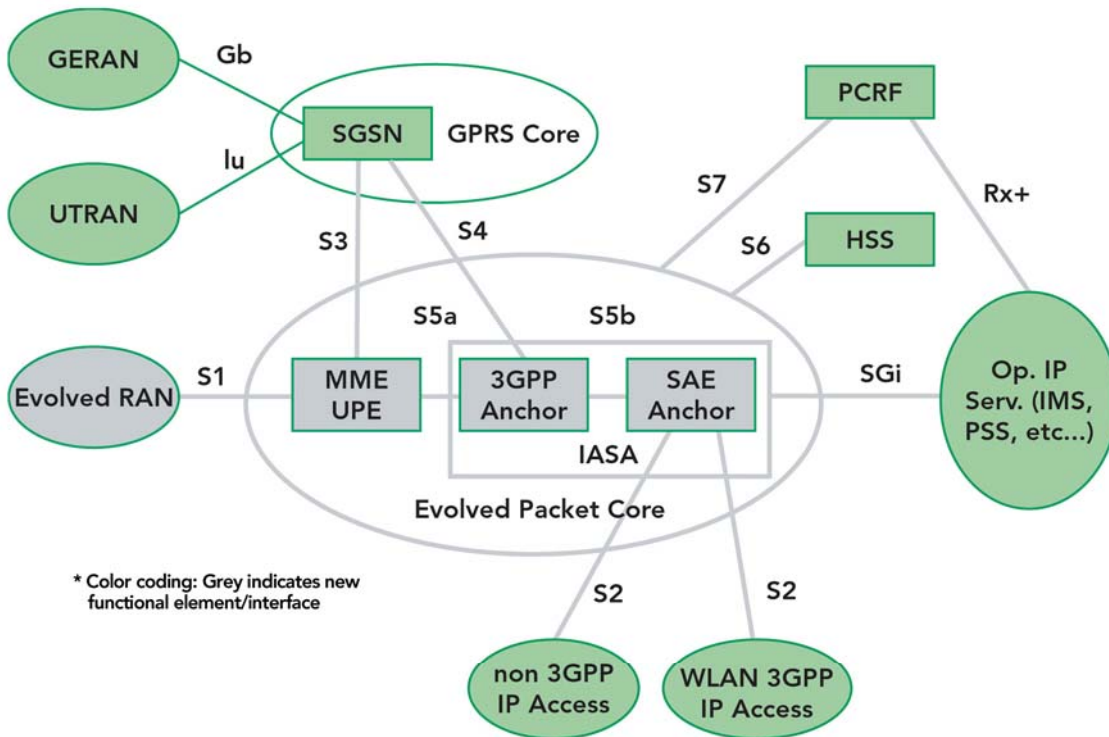 GERAN
Gb
PCRF
SGSN
GPRS Core
Iu
UTRAN
S7
Rx+
S3
S4
S6
HSS
S5a
S5b
Evolved RAN
S1
MME
UPE
3GPP
Anchor
SAE
Anchor
SGi
Op. IP
Serv. (IMS,
PSS, etc...)
IASA
Evolved Packet Core
* Color coding: Grey indicates new
functional element/interface
S2
S2
non 3GPP
IP Access
WLAN 3GPP
IP Access